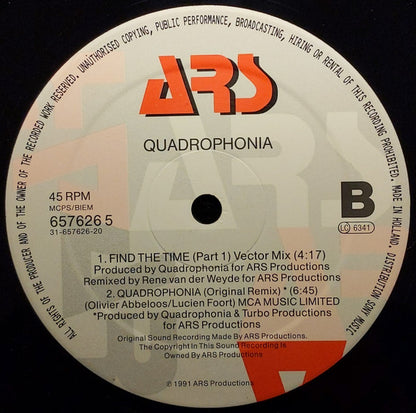 ALL RIGHTS OF THE PRODUCER AND OF THE OWNER OF THE RECORDED WORK RESERVED. UNAUTHORISED COPYING, PUBLIC PERFORMANCE, BROADCASTING, HIRING OR RENTAL OF THIS RECORDING PROHIBITED. MADE IN HOLLAND. DISTRIBUTION SONY MUSIC
ARS
QUADROPHONIA
45 RPM
MCPS/BIEM
657626 5
31-657626-20
B
LC 6341
1. FIND THE TIME (Part 1) Vector Mix (4:17)
Produced by Quadrophonia for ARS Productions
Remixed by Rene van der Weyde for ARS Productions
2. QUADROPHONIA (Original Remix) * (6:45)
(Olivier Abbeloos/Lucien Foort) MCA MUSIC LIMITED
*Produced by Quadrophonia & Turbo Productions
for ARS Productions
Original Sound Recording Made By ARS Productions.
The Copyright In This Sound Recording Is
Owned By ARS Productions
℗ 1991 ARS Productions